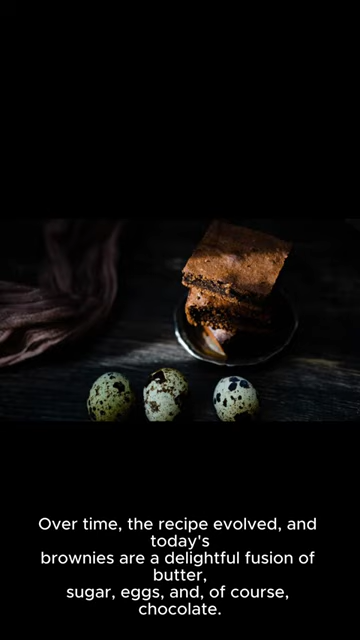 Over time, the recipe evolved, and
today's
brownies are a delightful fusion of
butter,
sugar, eggs, and, of course,
chocolate.